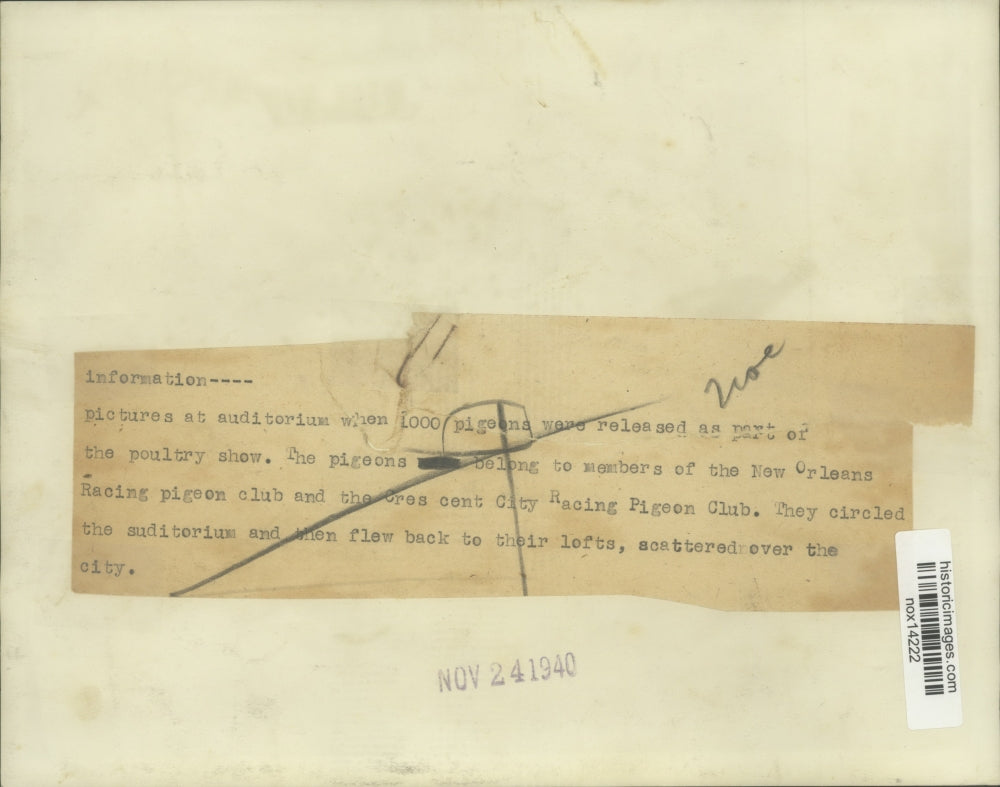 information----
noe
pictures at auditorium when 1000 pigeons were released as part of
the poultry show. The pigeons belong to members of the New Orleans
Racing pigeon club and the Cres cent City Racing Pigeon Club. They circled
the suditorium and then flew back to their lofts, scattered over the
city.
NOV 24 1940
historicimages.com
nox14222